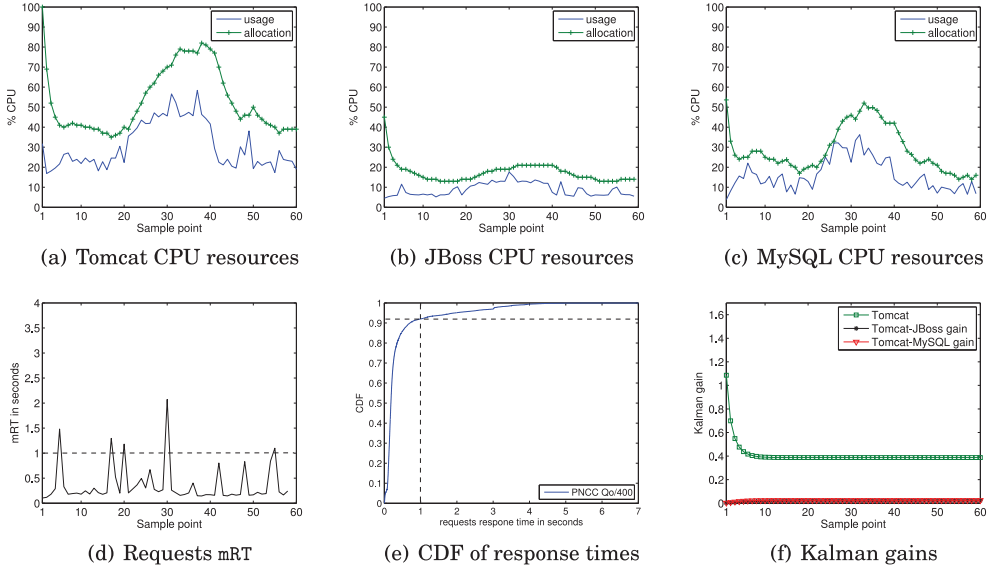 100
90
80
70
60
50
40
30
20
10
0
% CPU
usage
allocation
1 10 20 30 40 50 60
Sample point
(a) Tomcat CPU resources
100
90
80
70
60
50
40
30
20
10
0
% CPU
usage
allocation
1 10 20 30 40 50 60
Sample point
(b) JBoss CPU resources
100
90
80
70
60
50
40
30
20
10
0
% CPU
usage
allocation
1 10 20 30 40 50 60
Sample point
(c) MySQL CPU resources
4
3.5
3
2.5
2
1.5
1
0.5
0
mRT in seconds
1 10 20 30 40 50 60
Sample point
(d) Requests mRT
1
0.9
0.8
0.7
0.6
0.5
0.4
0.3
0.2
0.1
0
CDF
PNCC Qo/400
0 1 2 3 4 5 6 7
requests respone time in seconds
(e) CDF of response times
1.6
1.4
1.2
1
0.8
0.6
0.4
0.2
0
Kalman gain
Tomcat
Tomcat-JBoss gain
Tomcat-MySQL gain
1 10 20 30 40 50 60
Sample point
(f) Kalman gains